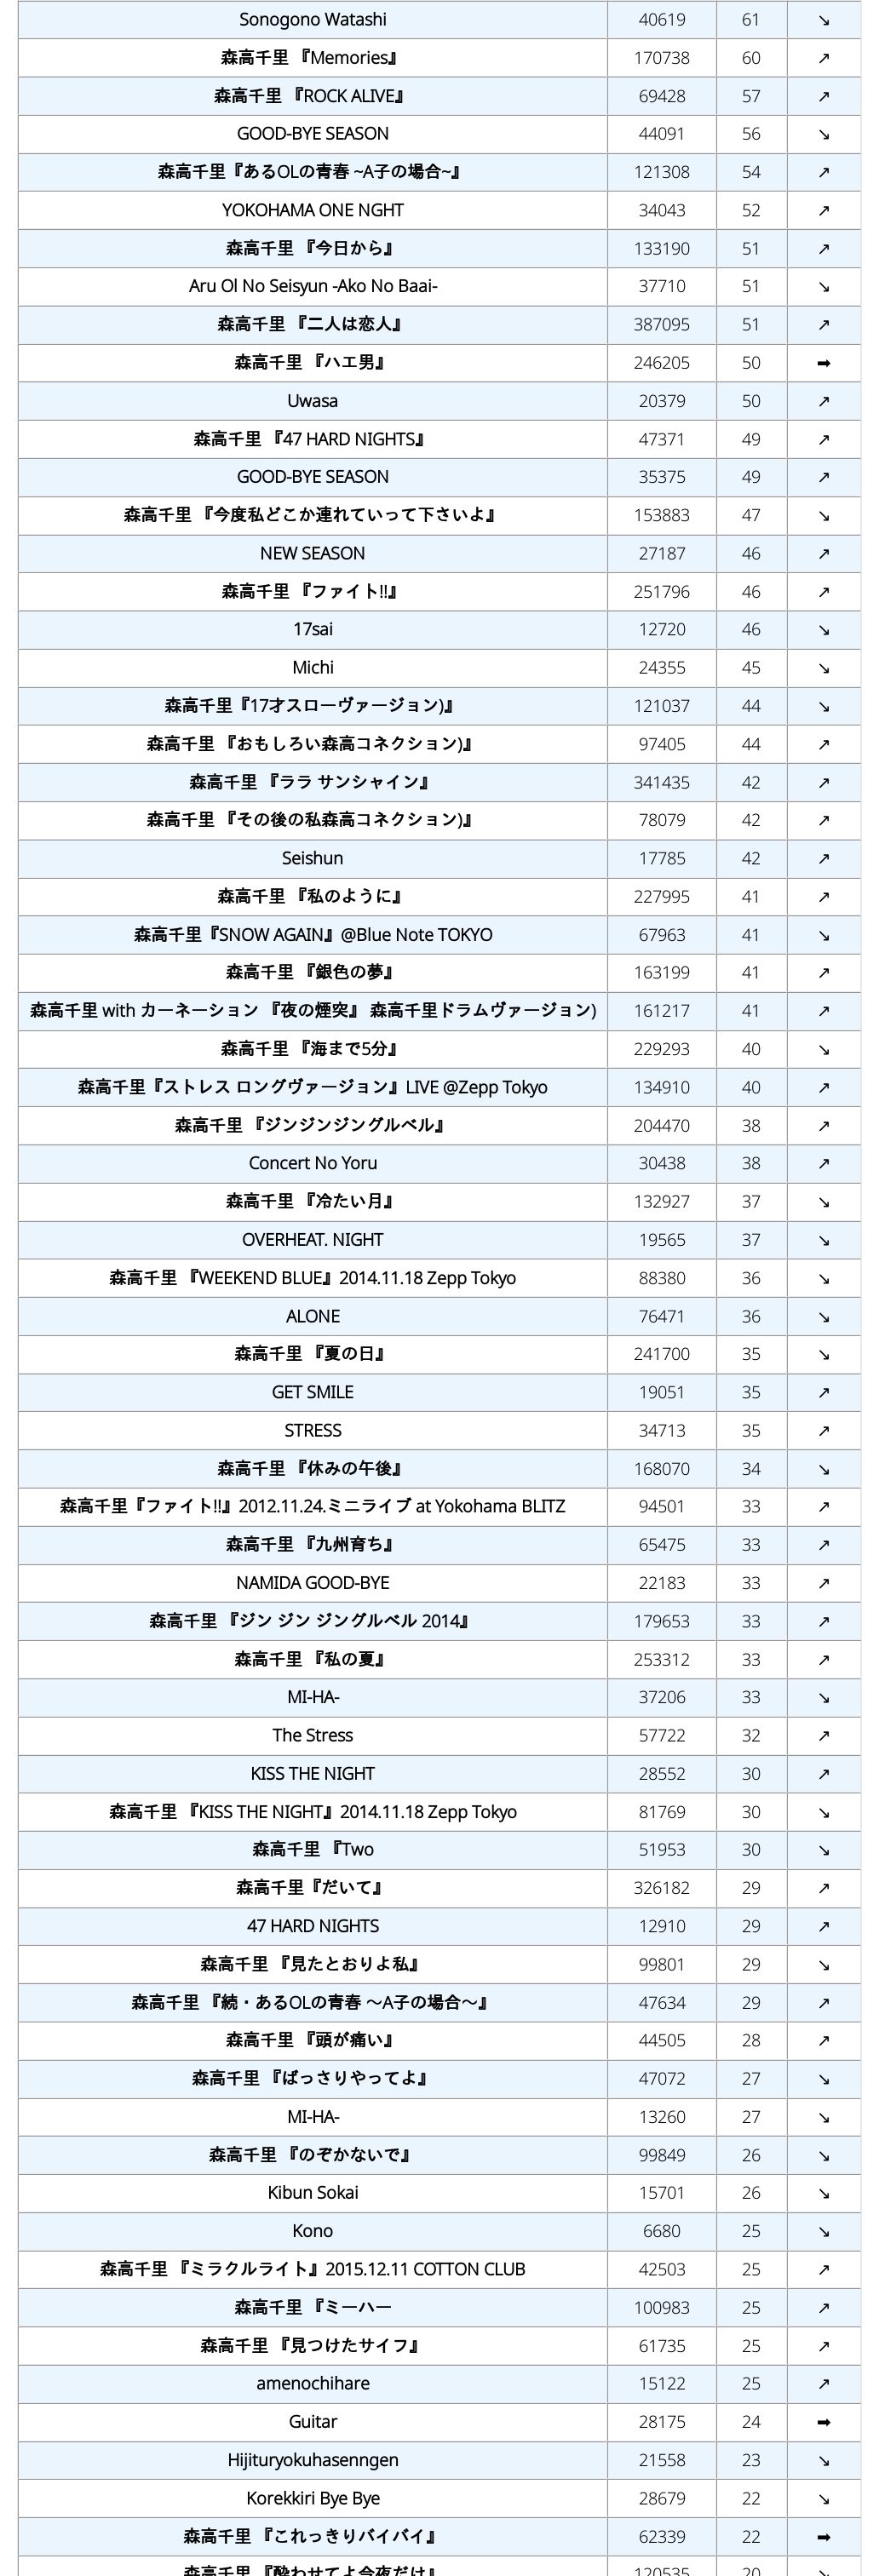 Sonogono Watashi 40619 61 ↘
森高千里 『Memories』 170738 60 ↗
森高千里 『ROCK ALIVE』 69428 57 ↗
GOOD-BYE SEASON 44091 56 ↘
森高千里『あるOLの青春 ~A子の場合~』 121308 54 ↗
YOKOHAMA ONE NGHT 34043 52 ↗
森高千里 『今日から』 133190 51 ↗
Aru Ol No Seisyun -Ako No Baai- 37710 51 ↘
森高千里 『二人は恋人』 387095 51 ↗
森高千里 『ハエ男』 246205 50 ➡
Uwasa 20379 50 ↗
森高千里 『47 HARD NIGHTS』 47371 49 ↗
GOOD-BYE SEASON 35375 49 ↗
森高千里 『今度私どこか連れていって下さいよ』 153883 47 ↘
NEW SEASON 27187 46 ↗
森高千里 『ファイト!!』 251796 46 ↗
17sai 12720 46 ↘
Michi 24355 45 ↘
森高千里『17才スローヴァージョン)』 121037 44 ↘
森高千里 『おもしろい森高コネクション)』 97405 44 ↗
森高千里 『ララ サンシャイン』 341435 42 ↗
森高千里 『その後の私森高コネクション)』 78079 42 ↗
Seishun 17785 42 ↗
森高千里 『私のように』 227995 41 ↗
森高千里『SNOW AGAIN』@Blue Note TOKYO 67963 41 ↘
森高千里 『銀色の夢』 163199 41 ↗
森高千里 with カーネーション 『夜の煙突』 森高千里ドラムヴァージョン) 161217 41 ↗
森高千里 『海まで5分』 229293 40 ↘
森高千里『ストレス ロングヴァージョン』LIVE @Zepp Tokyo 134910 40 ↗
森高千里 『ジンジンジングルベル』 204470 38 ↗
Concert No Yoru 30438 38 ↗
森高千里 『冷たい月』 132927 37 ↘
OVERHEAT. NIGHT 19565 37 ↘
森高千里 『WEEKEND BLUE』2014.11.18 Zepp Tokyo 88380 36 ↘
ALONE 76471 36 ↘
森高千里 『夏の日』 241700 35 ↘
GET SMILE 19051 35 ↗
STRESS 34713 35 ↗
森高千里 『休みの午後』 168070 34 ↘
森高千里『ファイト!!』2012.11.24.ミニライブ at Yokohama BLITZ 94501 33 ↗
森高千里 『九州育ち』 65475 33 ↗
NAMIDA GOOD-BYE 22183 33 ↗
森高千里 『ジン ジン ジングルベル 2014』 179653 33 ↗
森高千里 『私の夏』 253312 33 ↗
MI-HA- 37206 33 ↘
The Stress 57722 32 ↗
KISS THE NIGHT 28552 30 ↗
森高千里 『KISS THE NIGHT』2014.11.18 Zepp Tokyo 81769 30 ↘
森高千里 『Two 51953 30 ↘
森高千里『だいて』 326182 29 ↗
47 HARD NIGHTS 12910 29 ↗
森高千里 『見たとおりよ私』 99801 29 ↘
森高千里 『続・あるOLの青春 〜A子の場合〜』 47634 29 ↗
森高千里 『頭が痛い』 44505 28 ↗
森高千里 『ばっさりやってよ』 47072 27 ↘
MI-HA- 13260 27 ↘
森高千里 『のぞかないで』 99849 26 ↘
Kibun Sokai 15701 26 ↘
Kono 6680 25 ↘
森高千里 『ミラクルライト』2015.12.11 COTTON CLUB 42503 25 ↗
森高千里 『ミーハー 100983 25 ↗
森高千里 『見つけたサイフ』 61735 25 ↗
amenochihare 15122 25 ↗
Guitar 28175 24 ➡
Hijituryokuhasenngen 21558 23 ↘
Korekkiri Bye Bye 28679 22 ↘
森高千里 『これっきりバイバイ』 62339 22 ➡
森高千里 『酔わせてよ今夜だけ』 120535 20 ↘